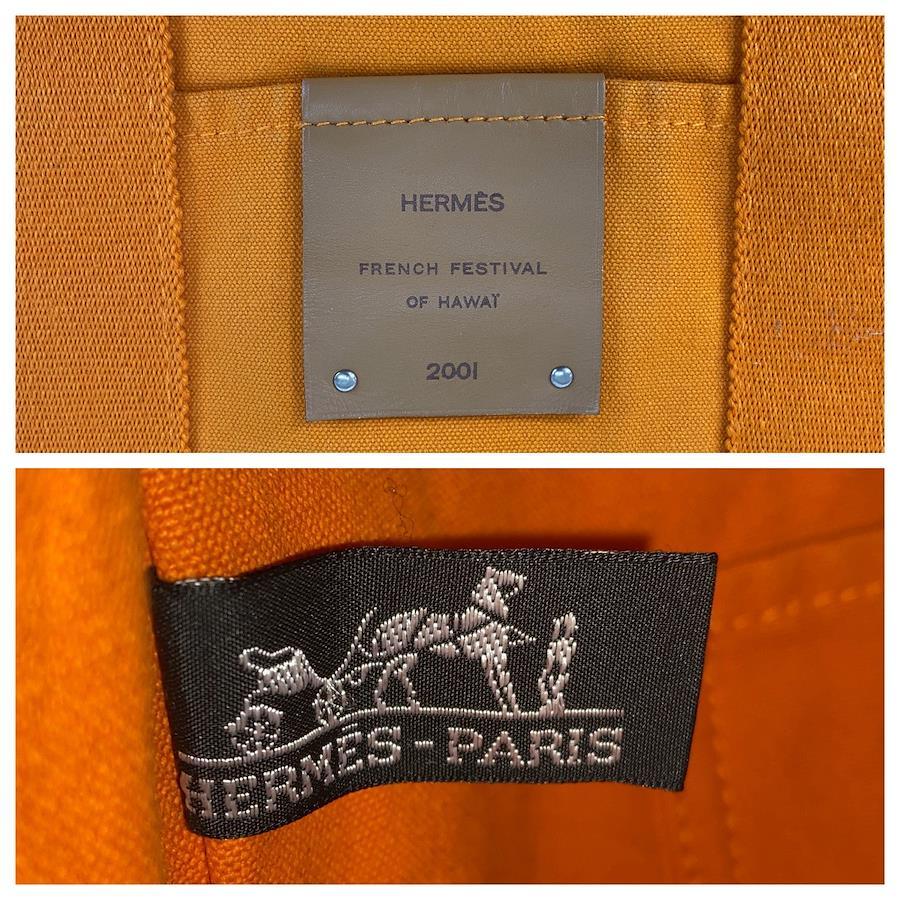 HERMÈS
FRENCH FESTIVAL
OF HAWAÏ
2001
HERMÈS-PARIS